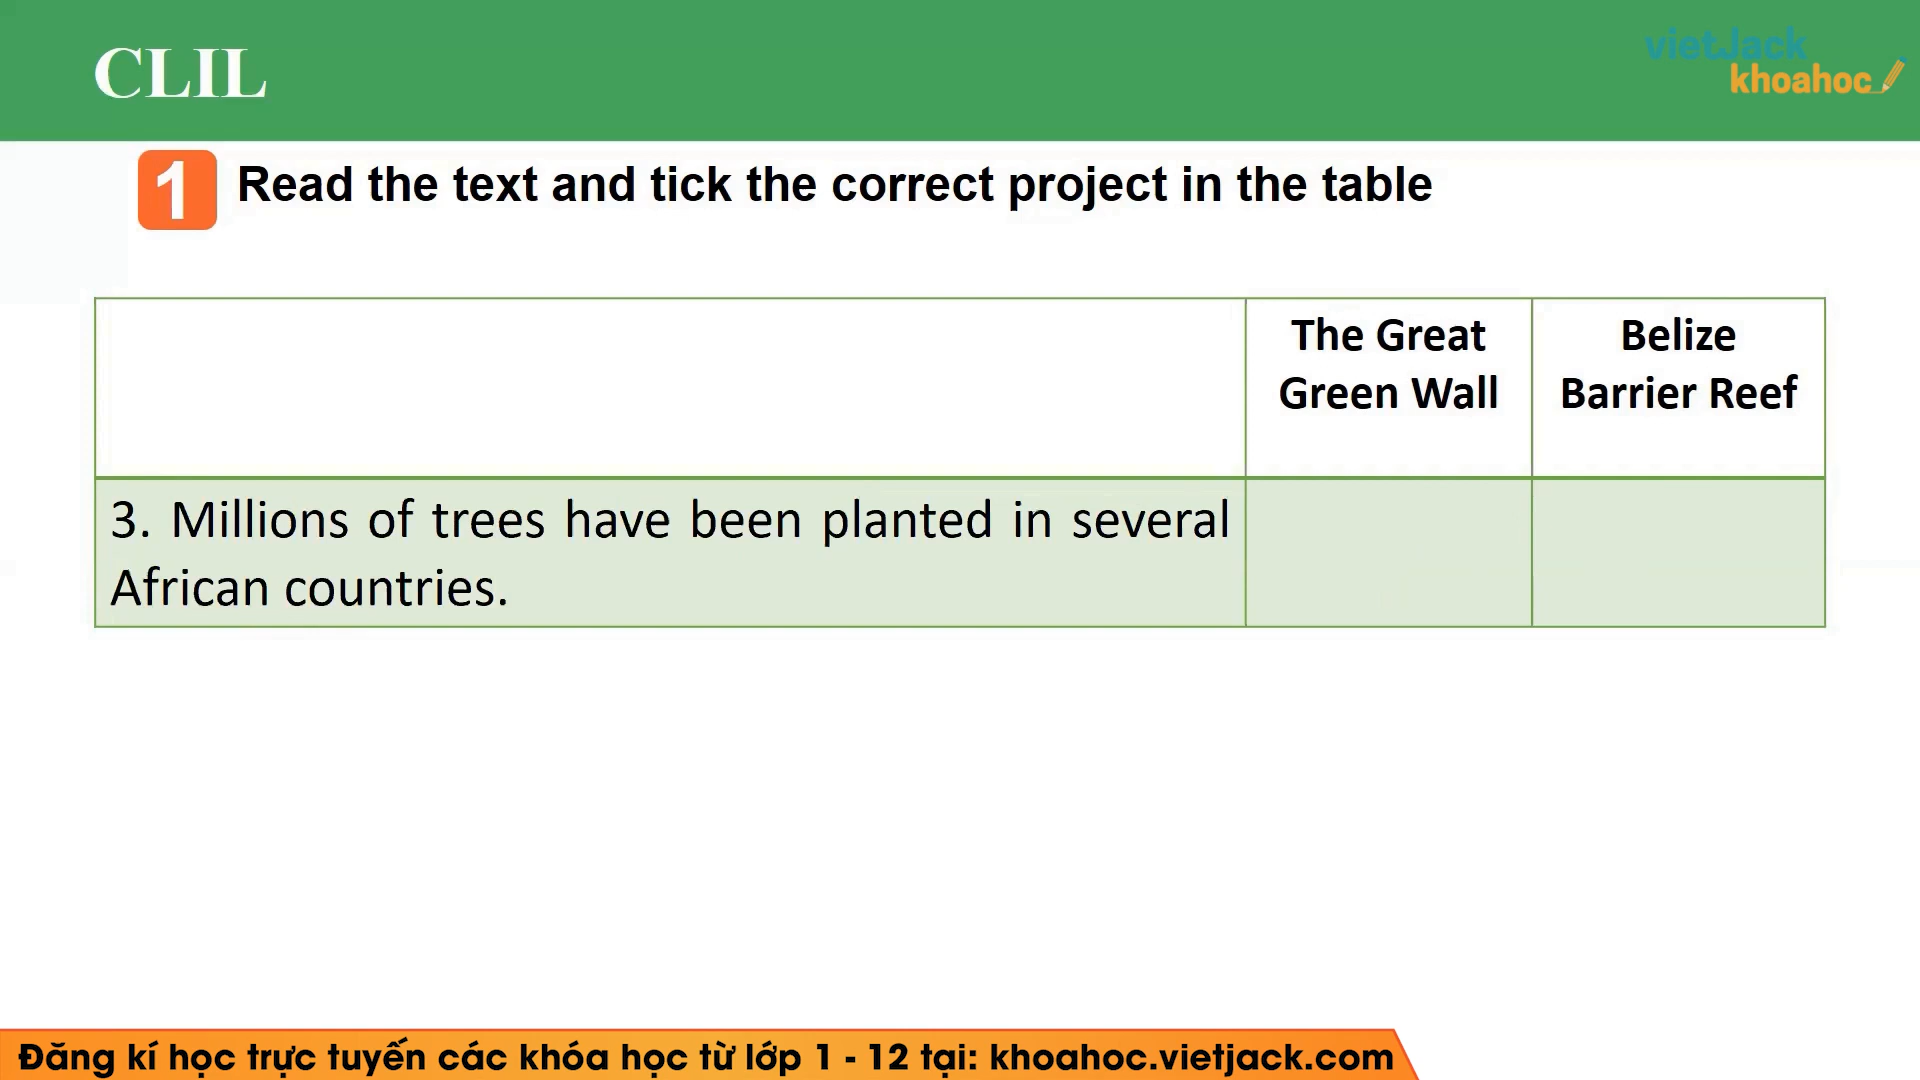 CLIL
vietJack
khoahoc
1 Read the text and tick the correct project in the table
The Great
Green Wall
Belize
Barrier Reef
3. Millions of trees have been planted in several
African countries.
Đăng kí học trực tuyến các khóa học từ lớp 1 - 12 tại: khoahoc.vietjack.com